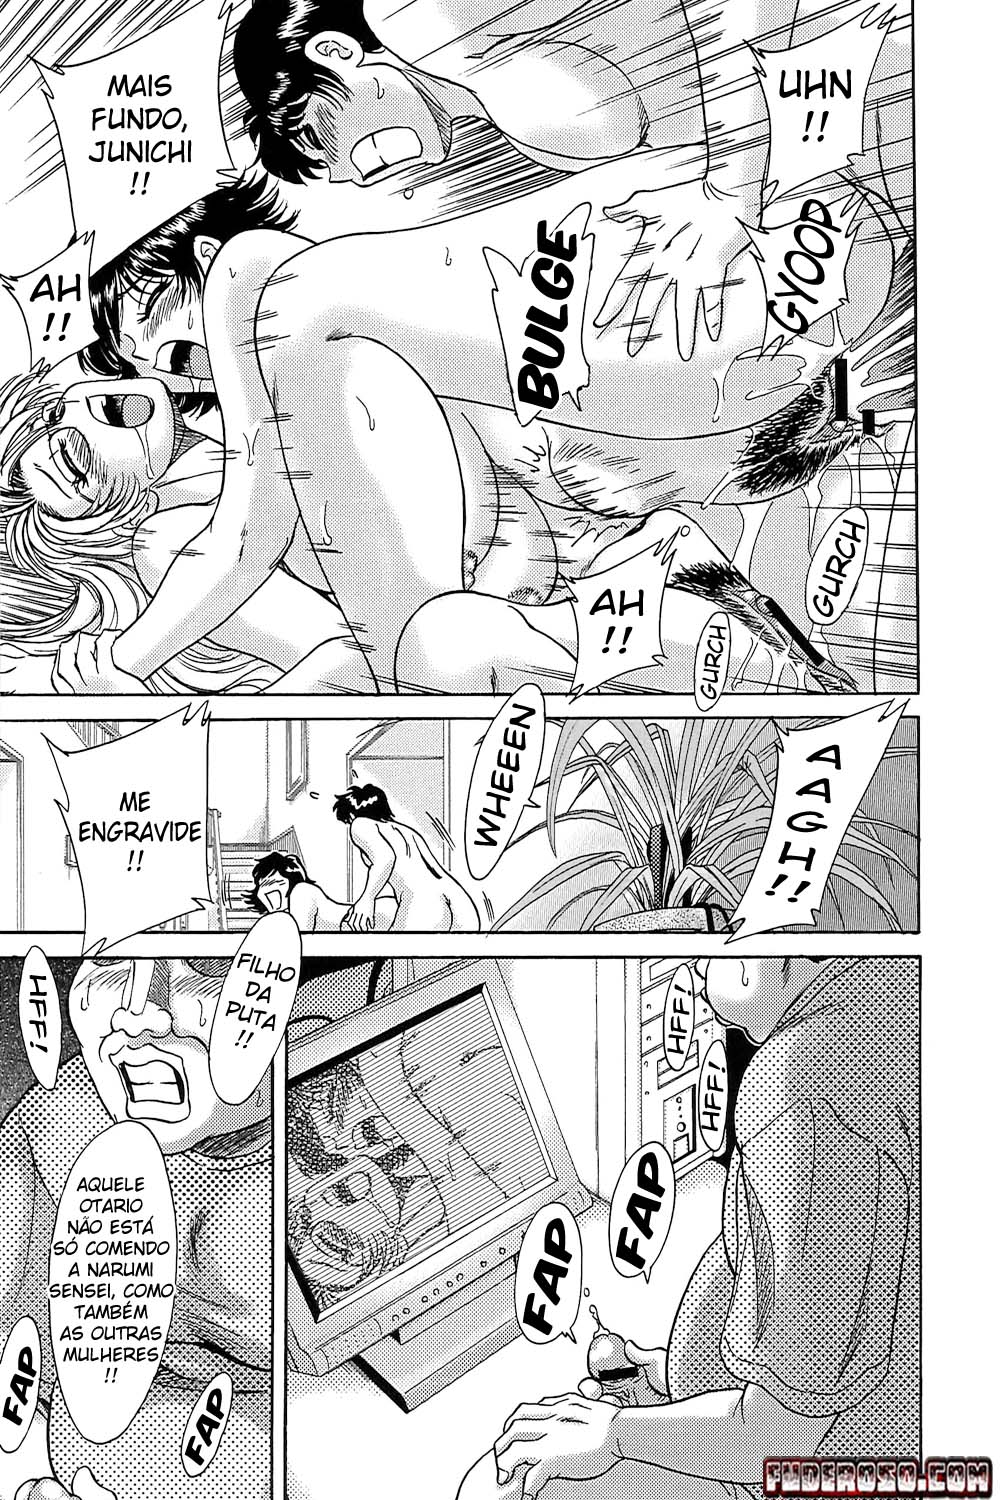 MAIS
FUNDO,
JUNICHI
!!
UHN
!!
AH
!!
BULGE
GYOOP
GURCH
AH
!!
GURCH
ME
ENGRAVIDE
!!
WHEEEN
AAGH!!
HFF!
FILHO
DA
PUTA
!!
HFF!
HFF!
AQUELE
OTARIO
NÃO ESTÁ
SÓ COMENDO
A NARUMI
SENSEI, COMO
TAMBÉM
AS OUTRAS
MULHERES
!!
FAP
FAP
FAP
FAP
FUDEROSO.COM